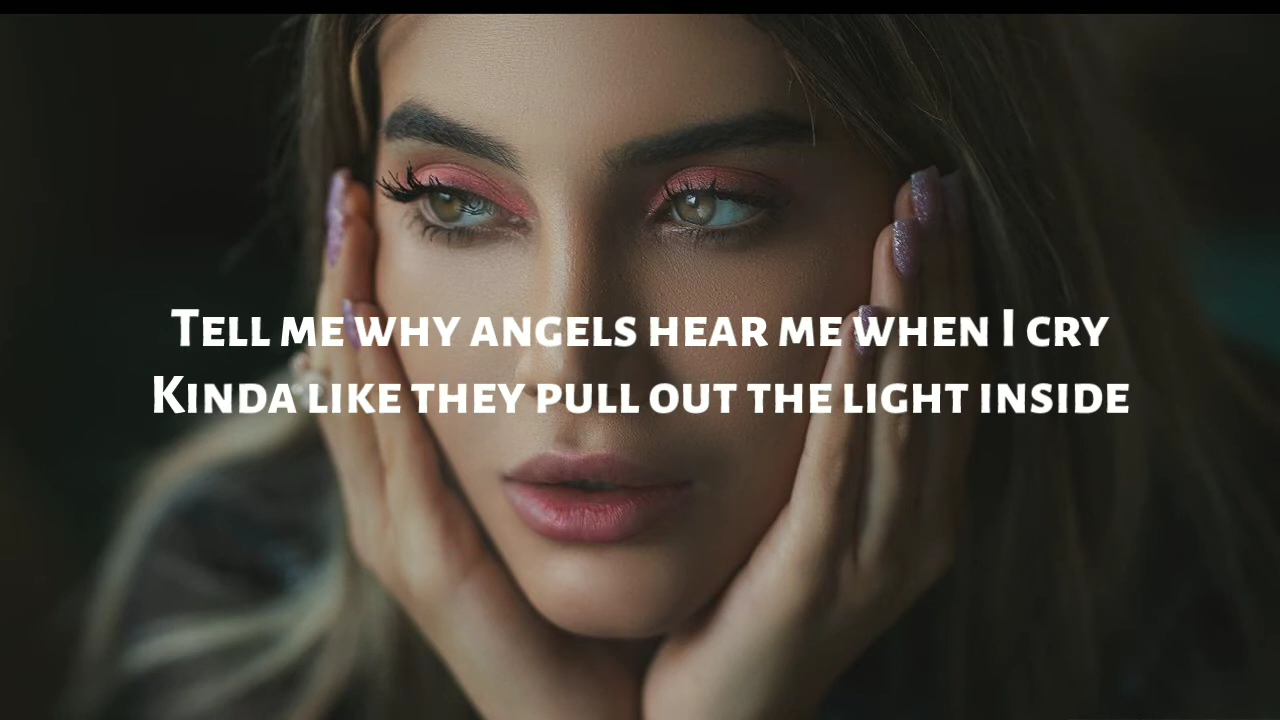 Tell me why angels hear me when I cry
Kinda like they pull out the light inside